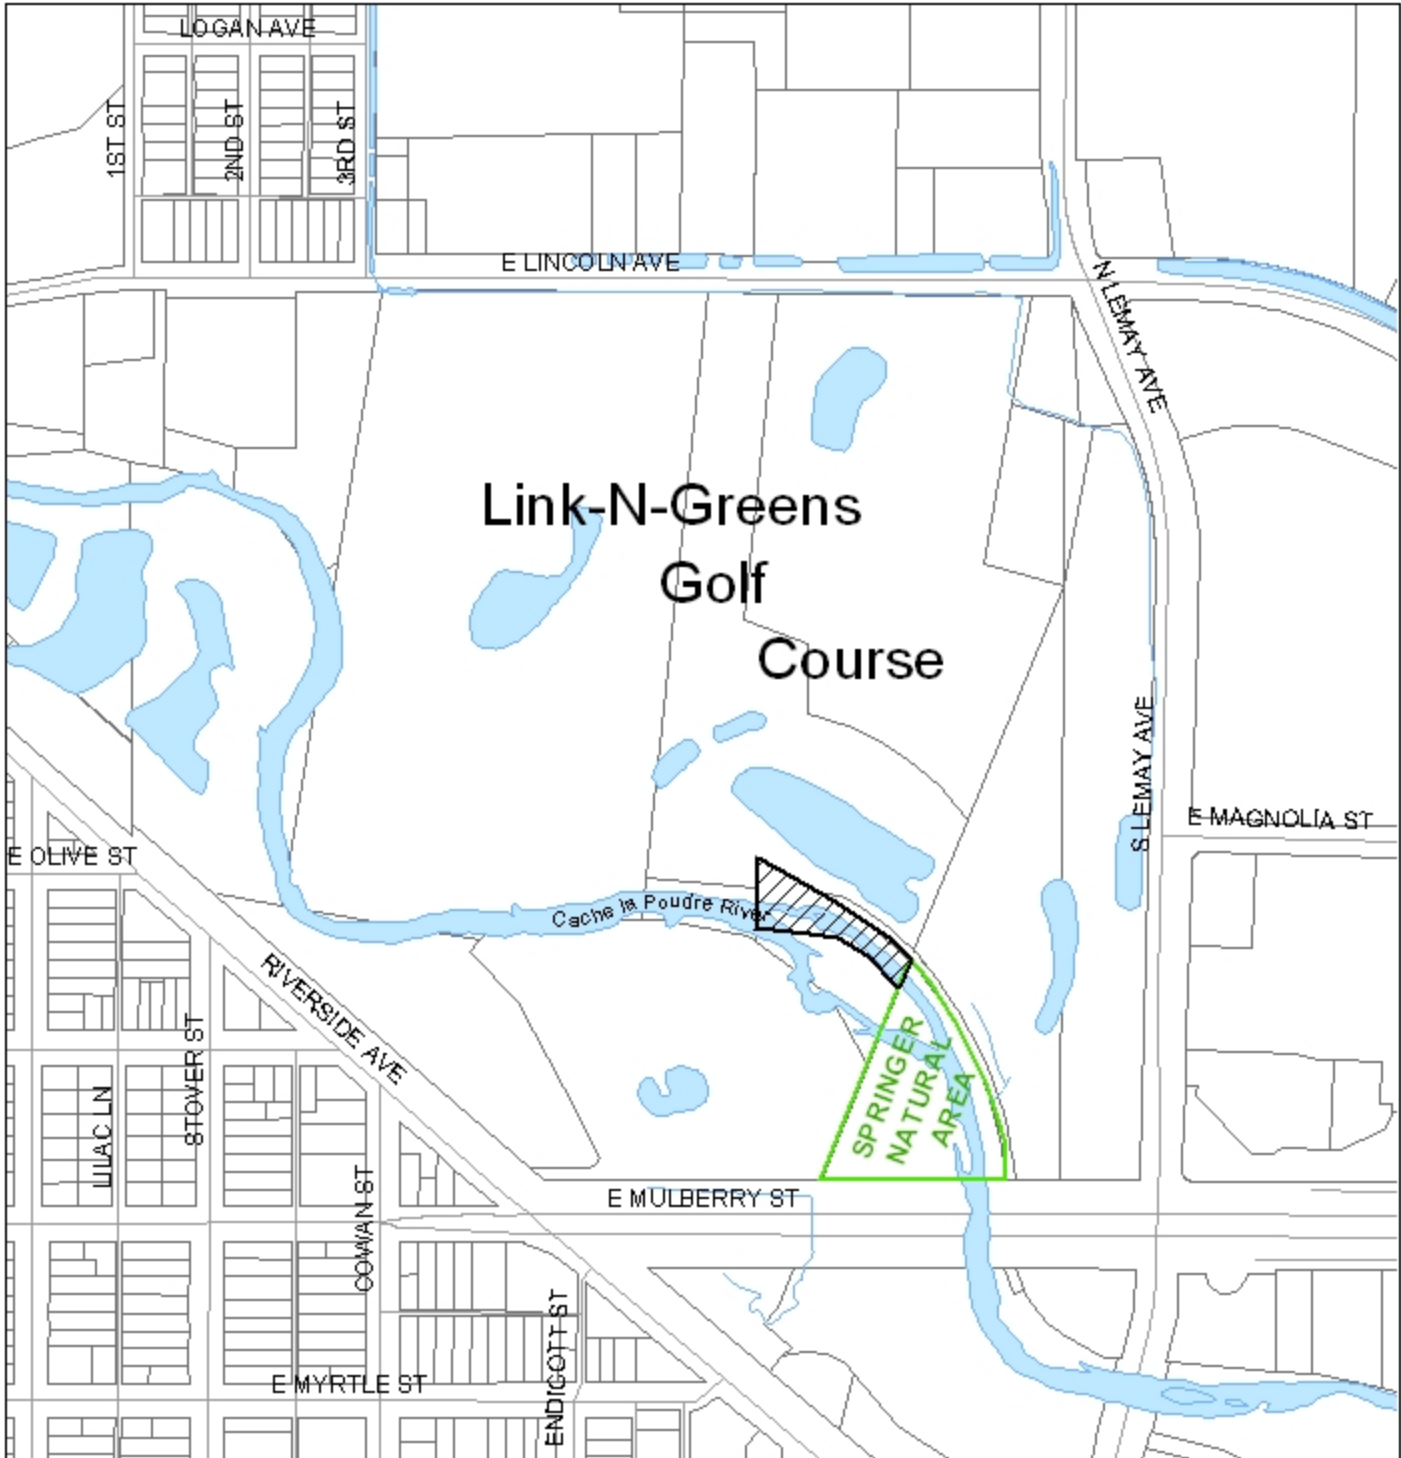 LOGAN AVE
1ST ST
2ND ST
3RD ST
E LINCOLN AVE
N LEMAY AVE
Link-N-Greens
Golf
Course
S LEMAY AVE
E MAGNOLIA ST
E OLIVE ST
Cache la Poudre River
RIVERSIDE AVE
STOVER ST
LILAC LN
SPRINGER
NATURAL
AREA
COWAN ST
E MULBERRY ST
ENDICOTT ST
E MYRTLE ST